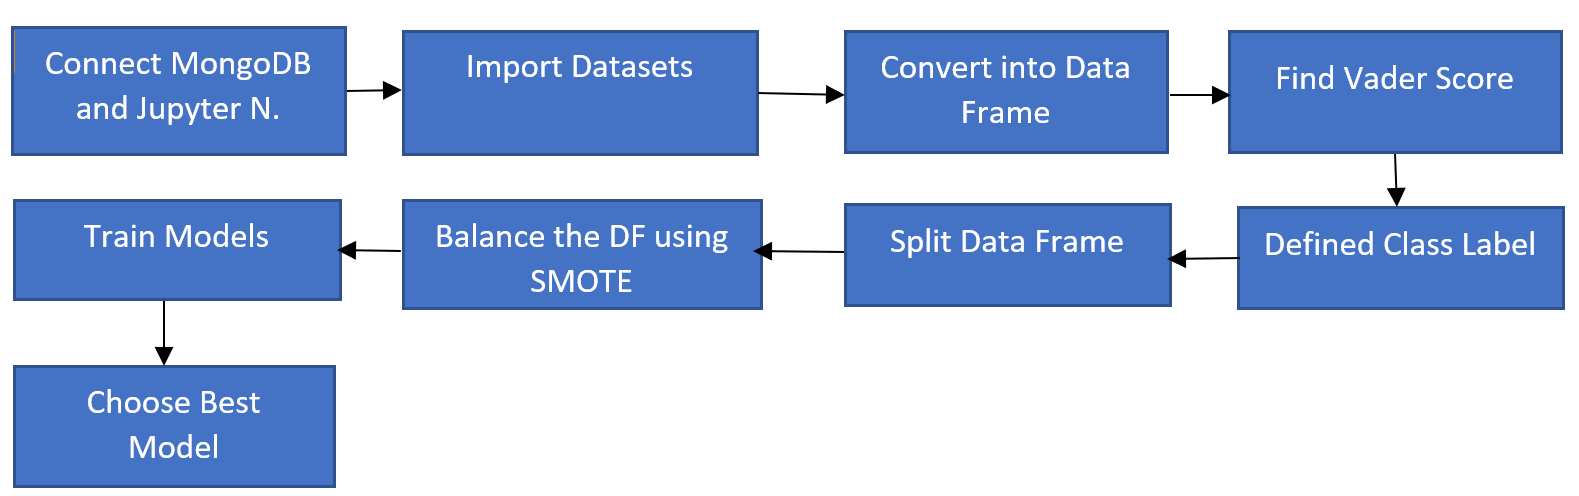 Connect MongoDB
and Jupyter N.
Import Datasets
Convert into Data
Frame
Find Vader Score
Defined Class Label
Split Data Frame
Balance the DF using
SMOTE
Train Models
Choose Best
Model